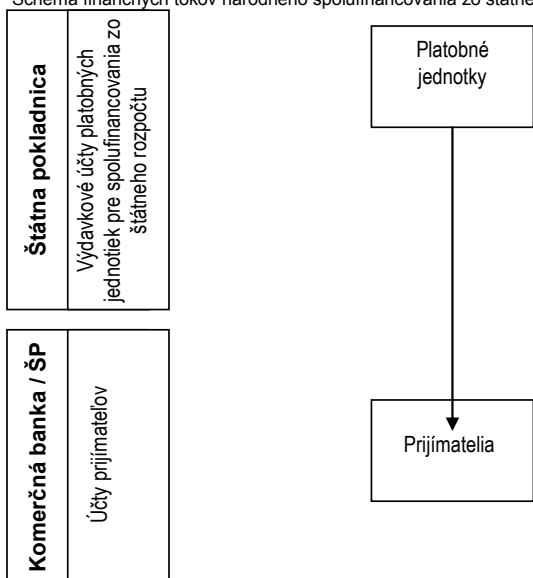 Schéma finančných tokov národného spolufinancovania zo štátne
Štátna pokladnica
Výdavkové účty platobných
jednotiek pre spolufinancovania zo
štátneho rozpočtu
Platobné
jednotky
Komerčná banka / ŠP
Účty prijímateľov
Prijímatelia